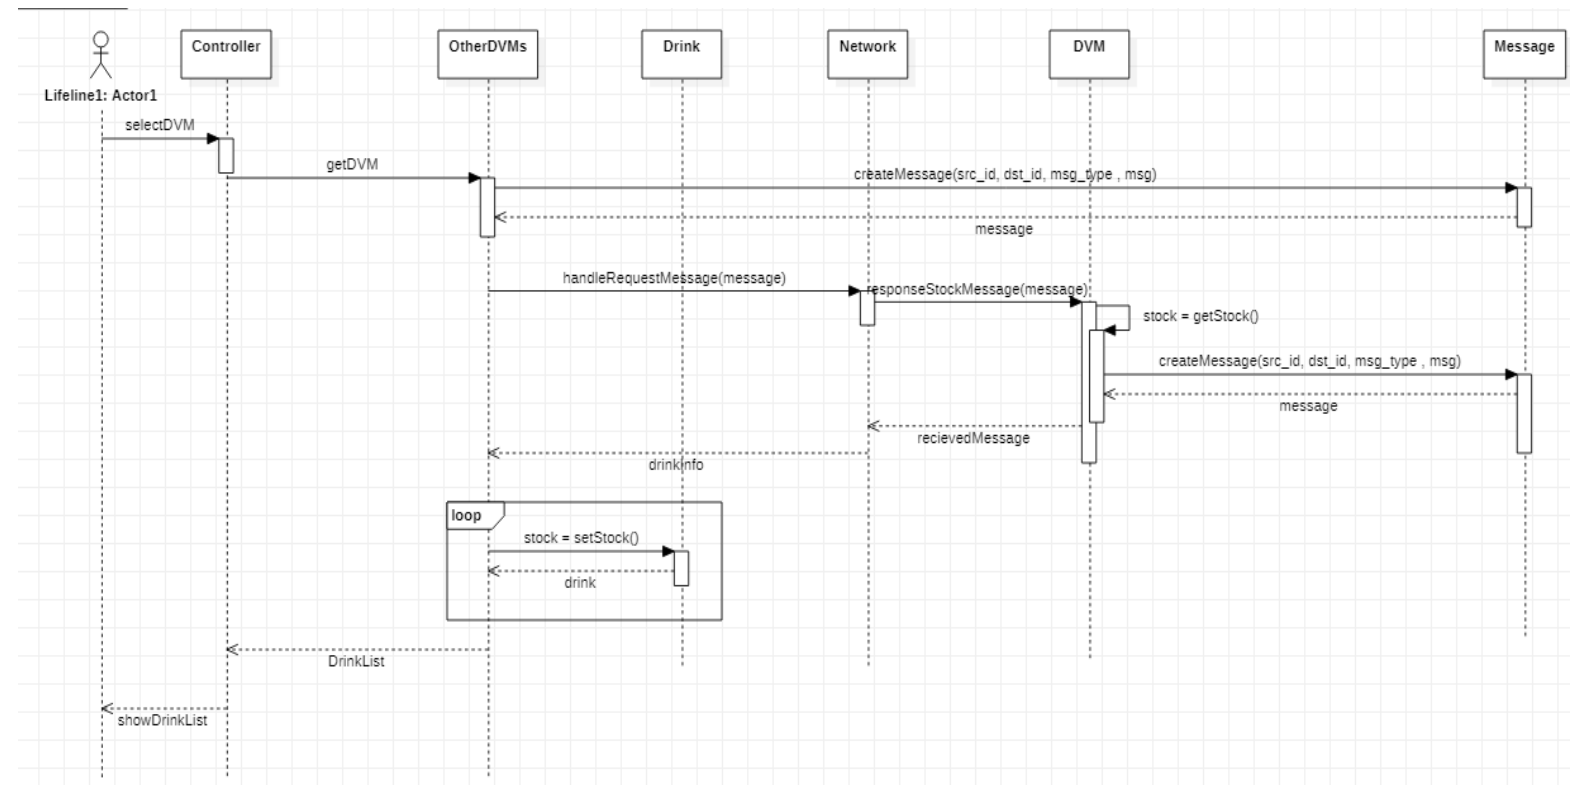 Controller
OtherDVMs
Drink
Network
DVM
Message
Lifeline1: Actor1
selectDVM
getDVM
createMessage(src_id, dst_id, msg_type , msg)
message
handleRequestMessage(message)
responseStockMessage(message)
stock = getStock()
createMessage(src_id, dst_id, msg_type , msg)
message
recievedMessage
drinkinfo
loop
stock = setStock()
drink
DrinkList
showDrinkList